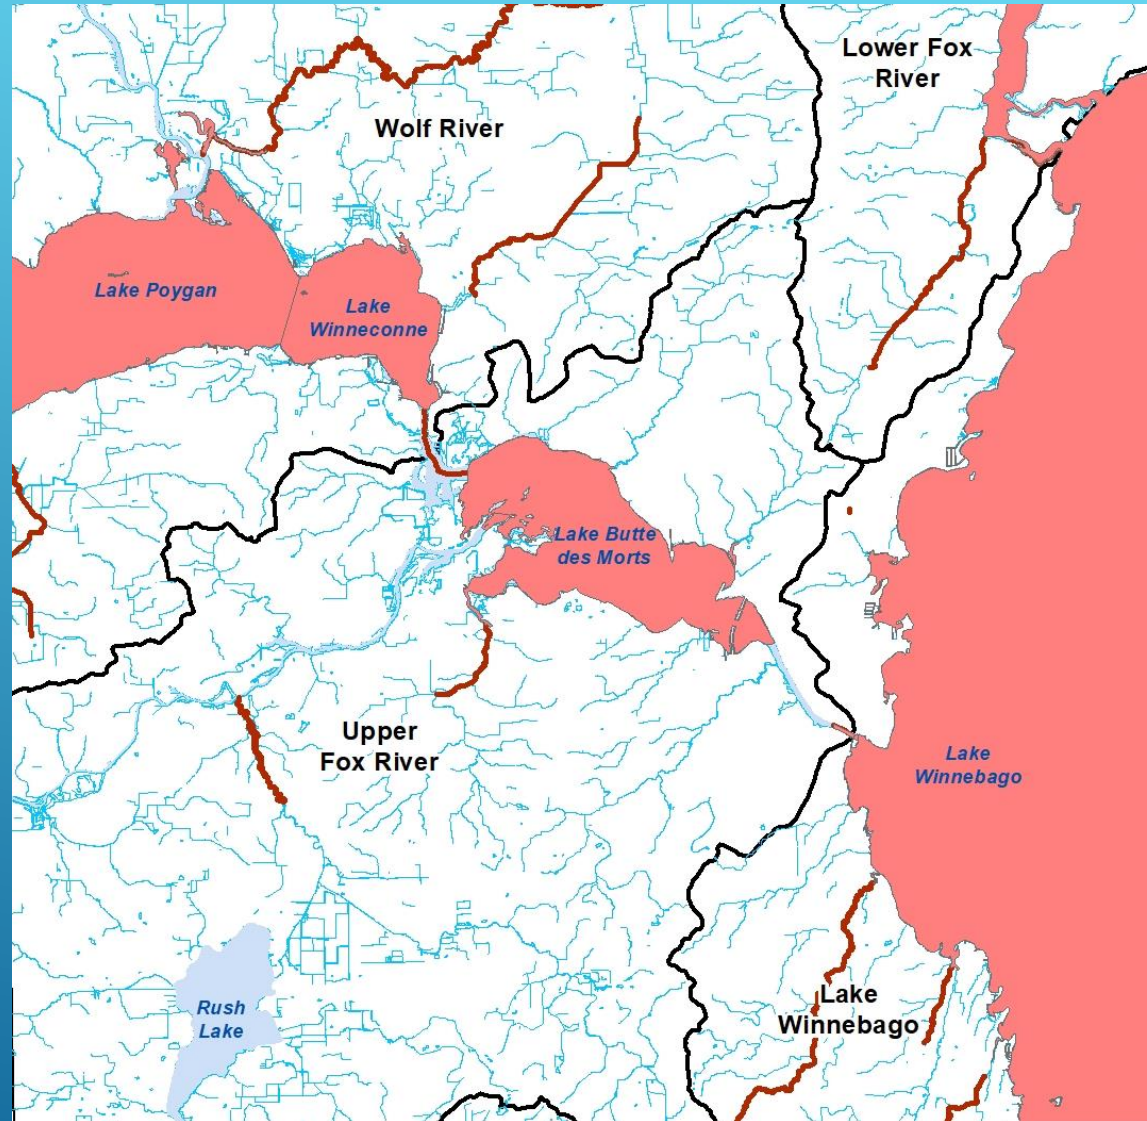 Lower Fox
River
Wolf River
Lake Poygan
Lake
Winneconne
Lake Butte
des Morts
Upper
Fox River
Lake
Winnebago
Rush
Lake
Lake
Winnebago